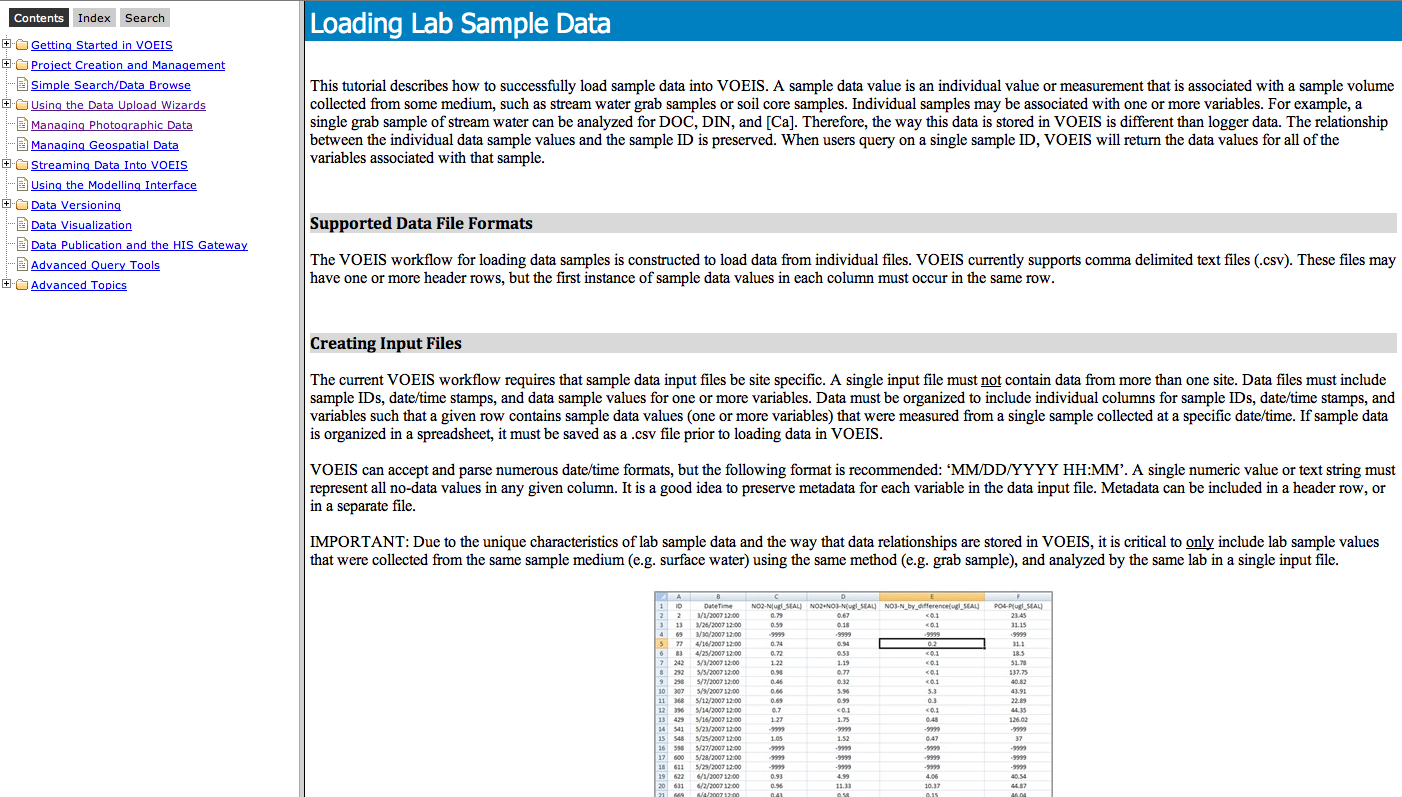 Contents Index Search
Getting Started in VOEIS
Project Creation and Management
Simple Search/Data Browse
Using the Data Upload Wizards
Managing Photographic Data
Managing Geospatial Data
Streaming Data Into VOEIS
Using the Modelling Interface
Data Versioning
Data Visualization
Data Publication and the HIS Gateway
Advanced Query Tools
Advanced Topics
Loading Lab Sample Data
This tutorial describes how to successfully load sample data into VOEIS. A sample data value is an individual value or measurement that is associated with a sample volume
collected from some medium, such as stream water grab samples or soil core samples. Individual samples may be associated with one or more variables. For example, a
single grab sample of stream water can be analyzed for DOC, DIN, and [Ca]. Therefore, the way this data is stored in VOEIS is different than logger data. The relationship
between the individual data sample values and the sample ID is preserved. When users query on a single sample ID, VOEIS will return the data values for all of the
variables associated with that sample.
Supported Data File Formats
The VOEIS workflow for loading data samples is constructed to load data from individual files. VOEIS currently supports comma delimited text files (.csv). These files may
have one or more header rows, but the first instance of sample data values in each column must occur in the same row.
Creating Input Files
The current VOEIS workflow requires that sample data input files be site specific. A single input file must not contain data from more than one site. Data files must include
sample IDs, date/time stamps, and data sample values for one or more variables. Data must be organized to include individual columns for sample IDs, date/time stamps, and
variables such that a given row contains sample data values (one or more variables) that were measured from a single sample collected at a specific date/time. If sample data
is organized in a spreadsheet, it must be saved as a .csv file prior to loading data in VOEIS.
VOEIS can accept and parse numerous date/time formats, but the following format is recommended: ‘MM/DD/YYYY HH:MM’. A single numeric value or text string must
represent all no-data values in any given column. It is a good idea to preserve metadata for each variable in the data input file. Metadata can be included in a header row, or
in a separate file.
IMPORTANT: Due to the unique characteristics of lab sample data and the way that data relationships are stored in VOEIS, it is critical to only include lab sample values
that were collected from the same sample medium (e.g. surface water) using the same method (e.g. grab sample), and analyzed by the same lab in a single input file.
A B C D E F
1 ID DateTime NO2-N(ugl_SEAL) NO2+NO3-N(ugl_SEAL) NO3-N_by_difference(ugl_SEAL) PO4-P(ugl_SEAL)
2 2 3/1/2007 12:00 0.79 0.67 <0.1 23.45
3 13 3/26/2007 12:00 0.59 0.18 <0.1 31.15
4 69 3/30/2007 12:00 -9999 -9999 -9999 -9999
5 77 4/16/2007 12:00 0.74 0.94 0.2 31.1
6 83 4/25/2007 12:00 0.72 0.53 <0.1 18.5
7 242 5/3/2007 12:00 1.22 1.19 <0.1 51.78
8 292 5/5/2007 12:00 0.98 0.77 <0.1 137.75
9 298 5/7/2007 12:00 0.46 0.32 <0.1 40.82
10 307 5/9/2007 12:00 0.66 5.96 5.3 43.91
11 368 5/12/2007 12:00 0.69 0.99 0.3 22.89
12 396 5/14/2007 12:00 0.7 <0.1 <0.1 44.35
13 429 5/16/2007 12:00 1.27 1.75 0.48 126.02
14 541 5/23/2007 12:00 -9999 -9999 -9999 -9999
15 548 5/25/2007 12:00 1.05 1.52 0.47 37
16 598 5/27/2007 12:00 -9999 -9999 -9999 -9999
17 600 5/28/2007 12:00 -9999 -9999 -9999 -9999
18 611 5/29/2007 12:00 -9999 -9999 -9999 -9999
19 622 6/1/2007 12:00 0.93 4.99 4.06 40.54
20 631 6/2/2007 12:00 0.96 11.33 10.37 44.87
21 669 6/4/2007 12:00 0.43 0.58 0.15 46.04